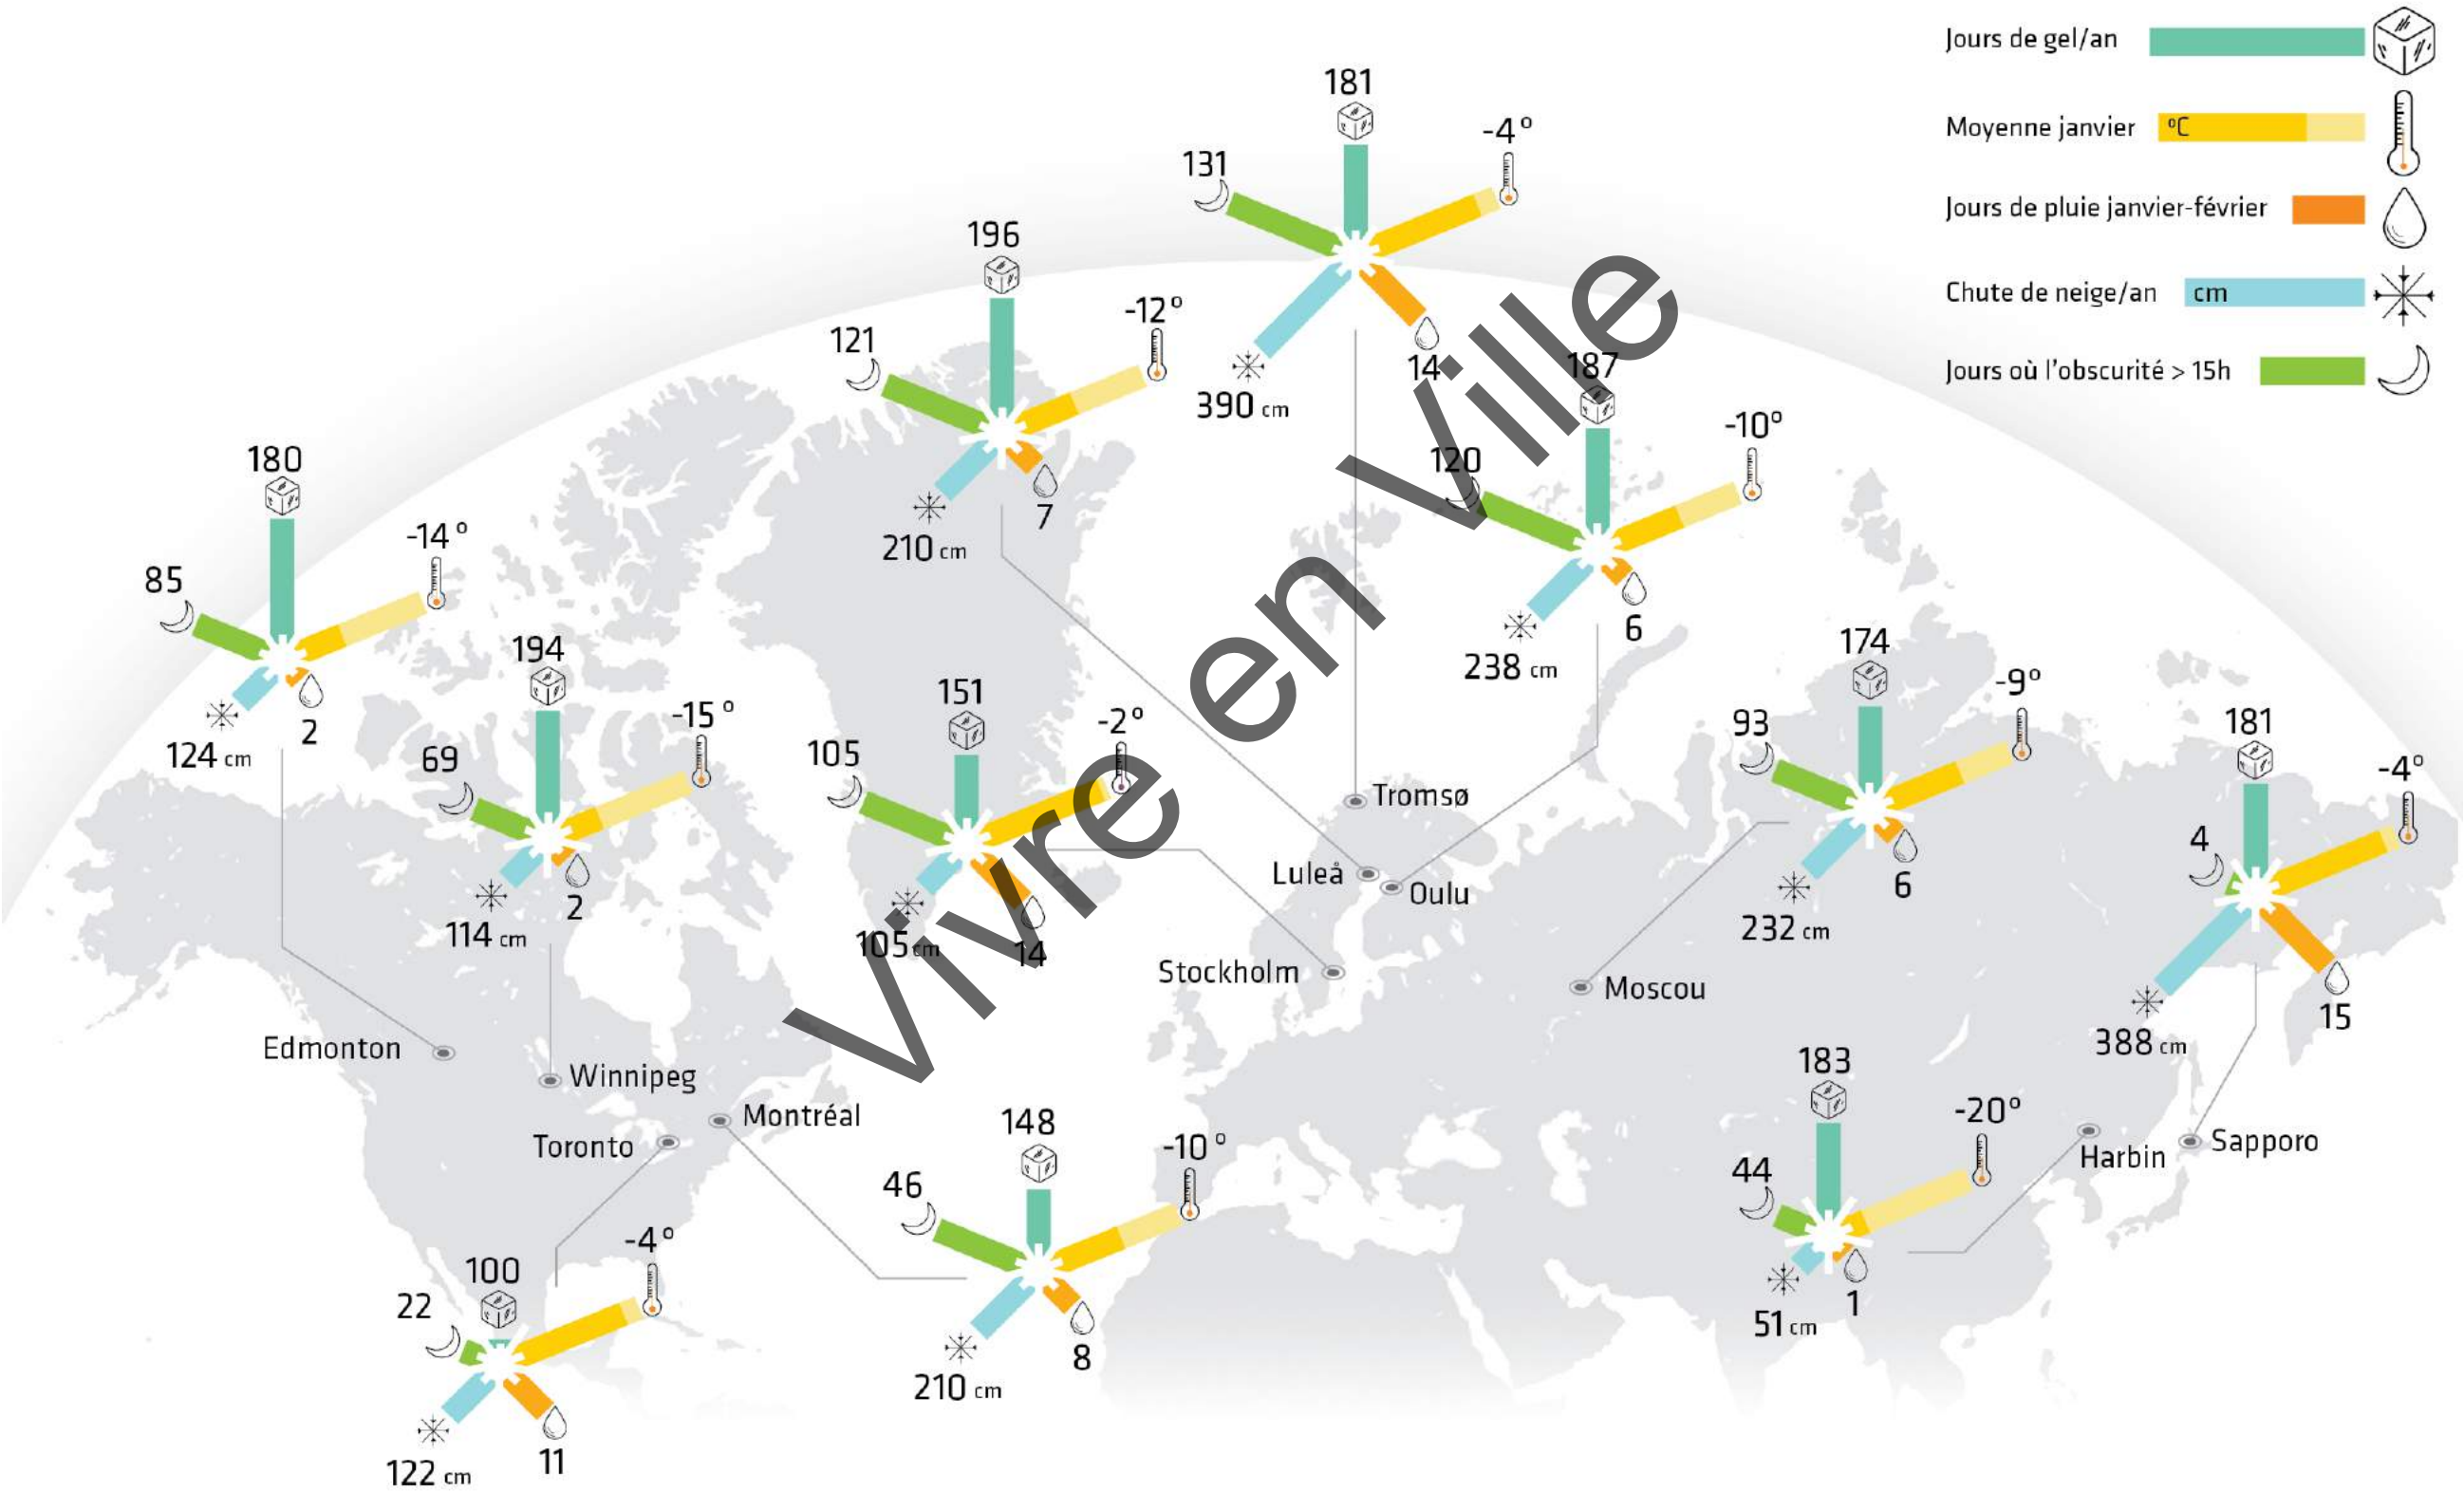 Jours de gel/an
Moyenne janvier °C
Jours de pluie janvier-février
Chute de neige/an cm
Jours où l'obscurité > 15h
181
131
-4°
390 cm
14
196
121
-12°
210 cm
7
187
120
-10°
238 cm
6
180
85
-14°
124 cm
2
194
69
-15°
114 cm
2
151
105
-2°
105 cm
14
174
93
-9°
232 cm
6
181
4
-4°
388 cm
15
Tromsø
Luleå
Oulu
Stockholm
Moscou
Edmonton
Winnipeg
Montréal
Toronto
Harbin
Sapporo
148
46
-10°
210 cm
8
183
44
-20°
51 cm
1
100
22
-4°
122 cm
11
Vivre en Ville